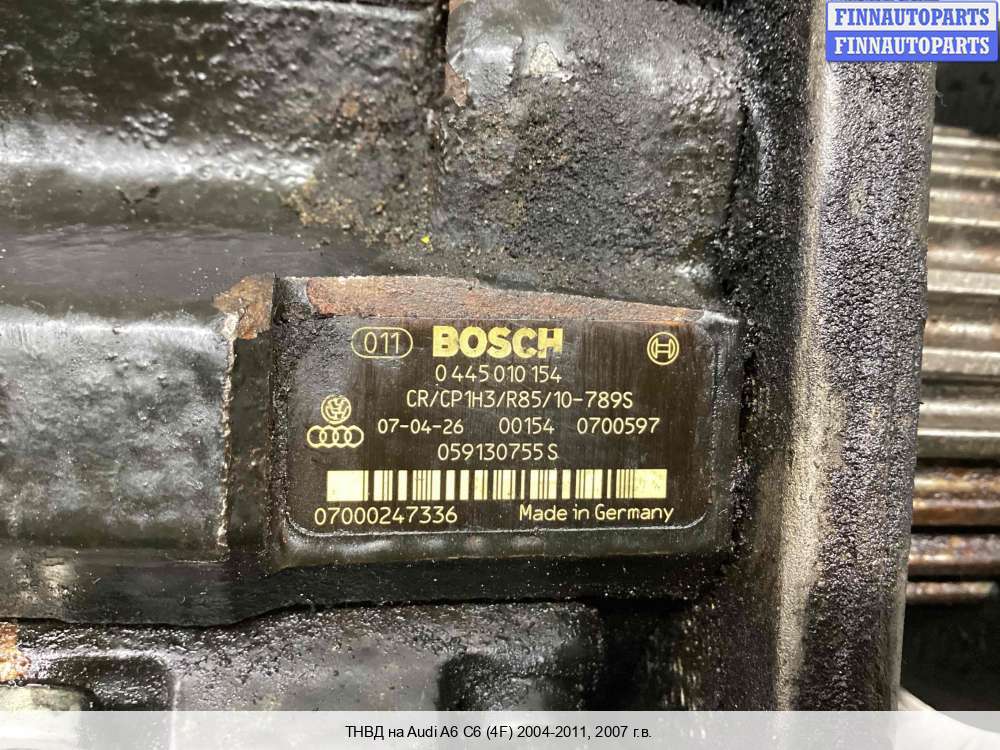 FINNAUTOPARTS
FINNAUTOPARTS
011 BOSCH
0 445 010 154
CR/CP1H3/R85/10-789S
07-04-26 00154 0700597
059130755 S
07000247336 Made in Germany
ТНВД на Audi A6 C6 (4F) 2004-2011, 2007 г.в.